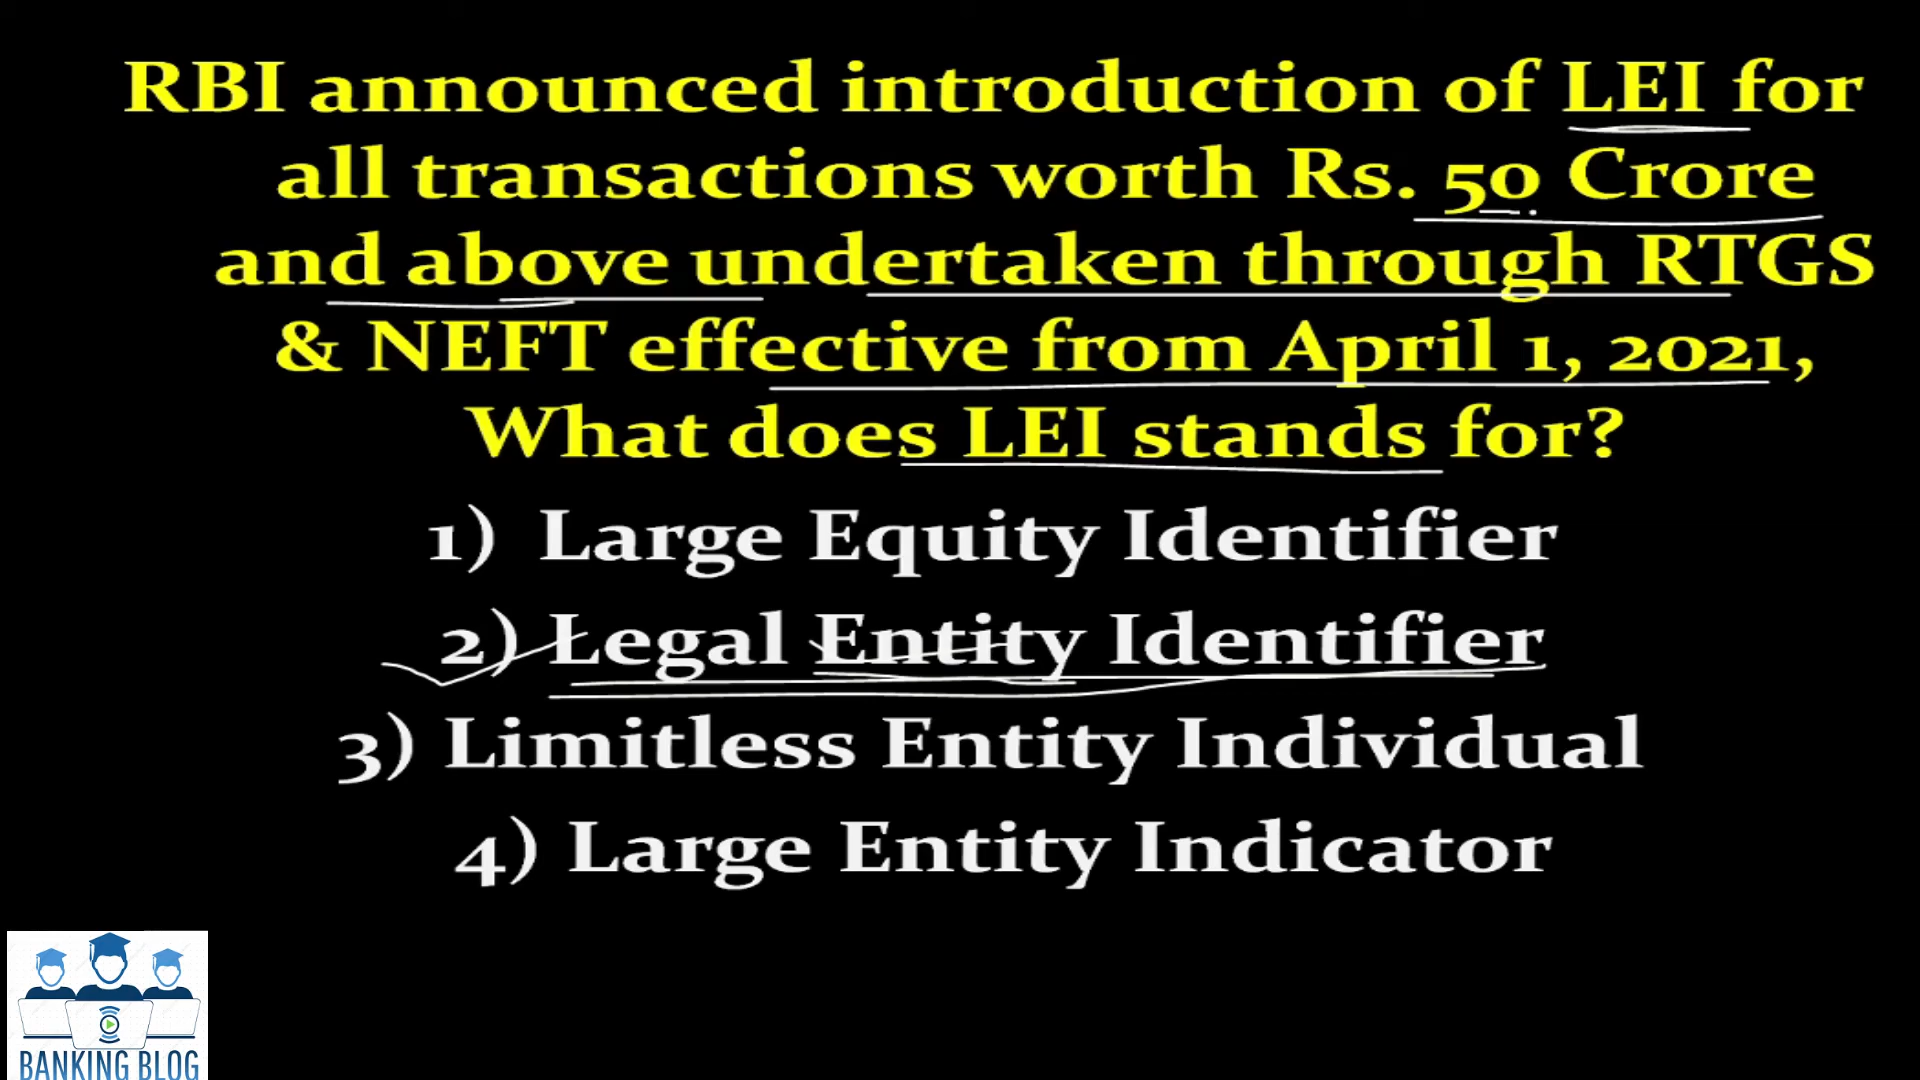 RBI announced introduction of LEI for
all transactions worth Rs. 50 Crore
and above undertaken through RTGS
& NEFT effective from April 1, 2021,
What does LEI stands for?
1) Large Equity Identifier
2) Legal Entity Identifier
3) Limitless Entity Individual
4) Large Entity Indicator
BANKING BLOG